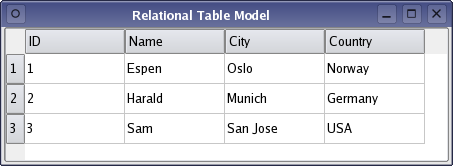 Relational Table Model
ID Name City Country
1 1 Espen Oslo Norway
2 2 Harald Munich Germany
3 3 Sam San Jose USA